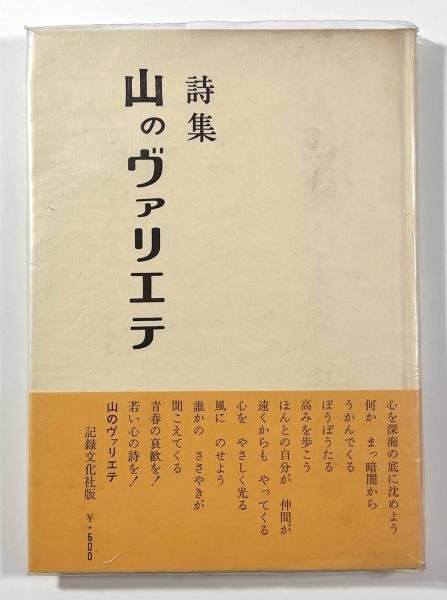 詩集
山のヴァリエテ
心を深海の底に沈めよう
何か　まっ暗闇から
うかんでくる
ぼうぼうたる
高みを歩こう
ほんとの自分が　仲間が
遠くからも　やってくる
心を　やさしく光る
風に　のせよう
誰かの　ささやきが
聞こえてくる
青春の哀歓を！
若い心の詩を！
山のヴァリエテ
記録文化社版　￥・500